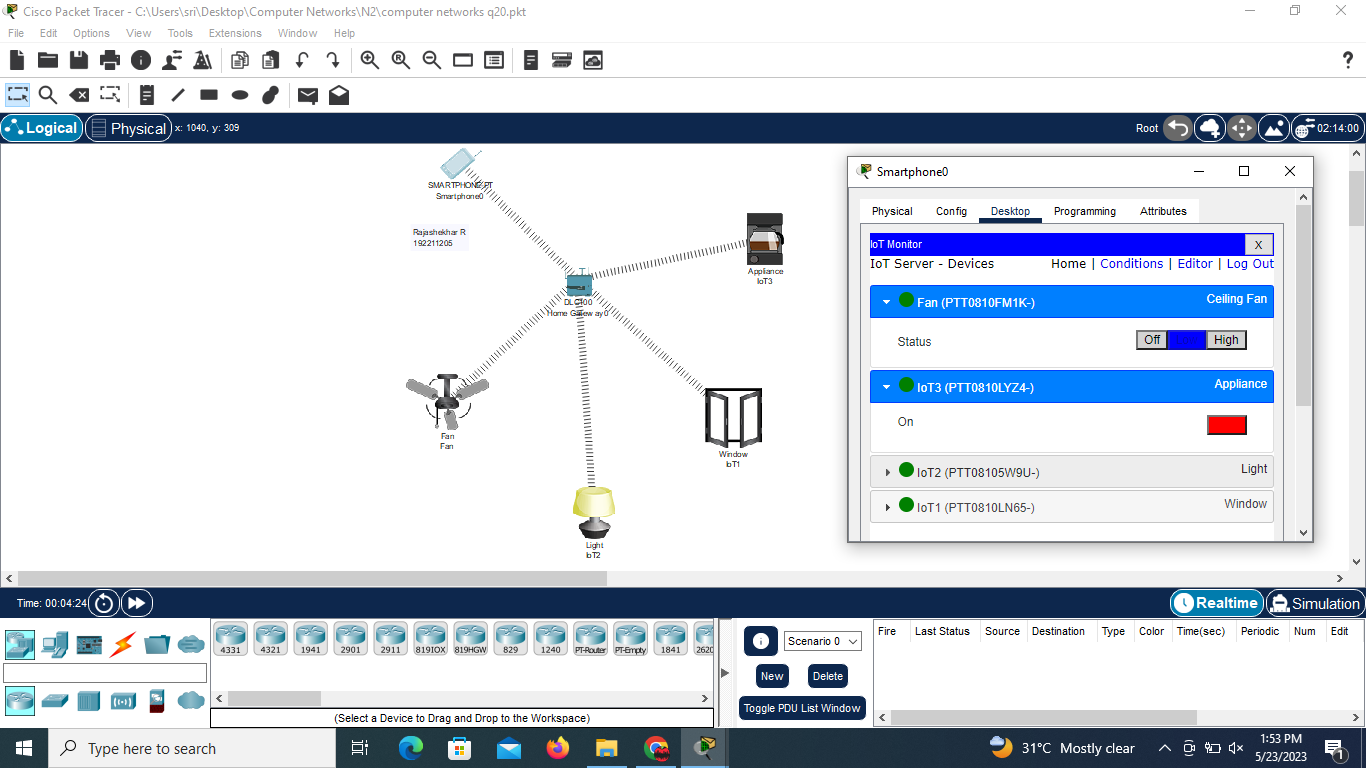 Cisco Packet Tracer - C:\Users\sri\Desktop\Computer Networks\N2\computer networks q20.pkt
File Edit Options View Tools Extensions Window Help
Logical Physical x: 1040, y: 309 Root 02:14:00
SMARTPHONE-PT
Smartphone0
Rajashekhar R
192211205
Appliance
IoT3
DLC100
Home Gateway0
Fan
Fan
Window
IoT1
Light
IoT2
Smartphone0
Physical Config Desktop Programming Attributes
IoT Monitor X
IoT Server - Devices Home | Conditions | Editor | Log Out
Fan (PTT0810FM1K-) Ceiling Fan
Status Off High
IoT3 (PTT0810LYZ4-) Appliance
On
IoT2 (PTT08105W9U-) Light
IoT1 (PTT0810LN65-) Window
Time: 00:04:24 Realtime Simulation
4331 4321 1941 2901 2911 819IOX 819HGW 829 1240 PT-Router PT-Empty 1841 2620
(Select a Device to Drag and Drop to the Workspace)
Scenario 0
New Delete
Toggle PDU List Window
Fire Last Status Source Destination Type Color Time(sec) Periodic Num Edit
Type here to search
31°C Mostly clear
1:53 PM
5/23/2023
1